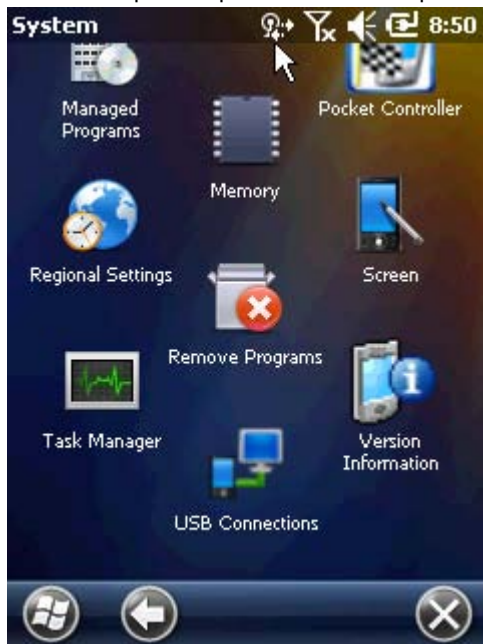 System
8:50
Managed
Programs
Pocket Controller
Memory
Regional Settings
Screen
Remove Programs
Task Manager
Version
Information
USB Connections